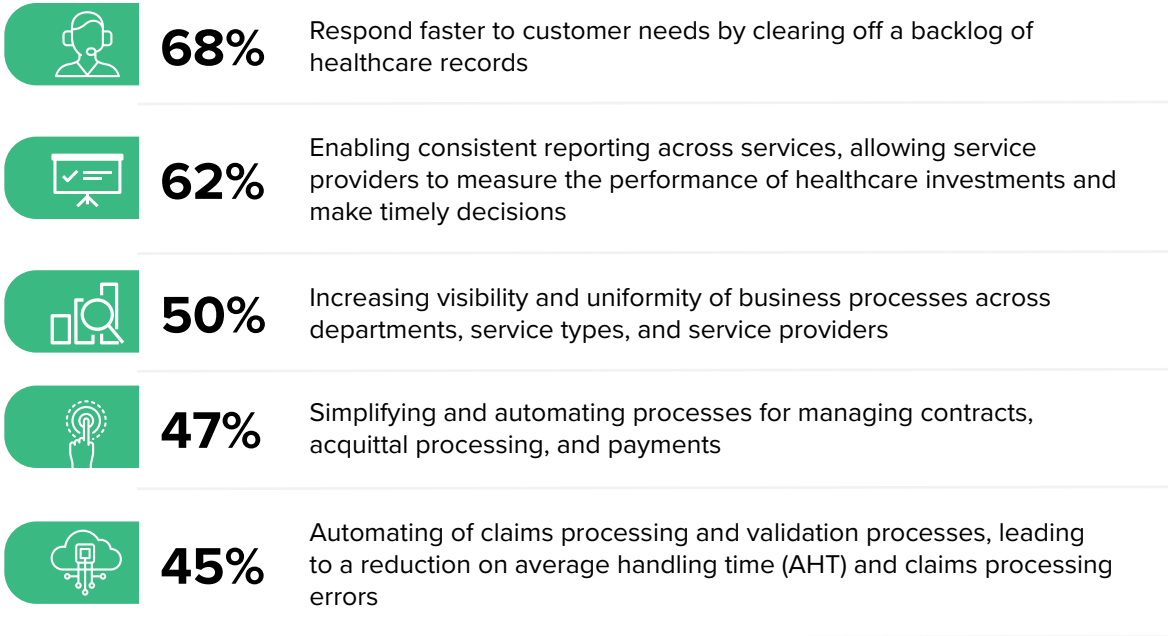 68%
Respond faster to customer needs by clearing off a backlog of
healthcare records
62%
Enabling consistent reporting across services, allowing service
providers to measure the performance of healthcare investments and
make timely decisions
50%
Increasing visibility and uniformity of business processes across
departments, service types, and service providers
47%
Simplifying and automating processes for managing contracts,
acquittal processing, and payments
45%
Automating of claims processing and validation processes, leading
to a reduction on average handling time (AHT) and claims processing
errors